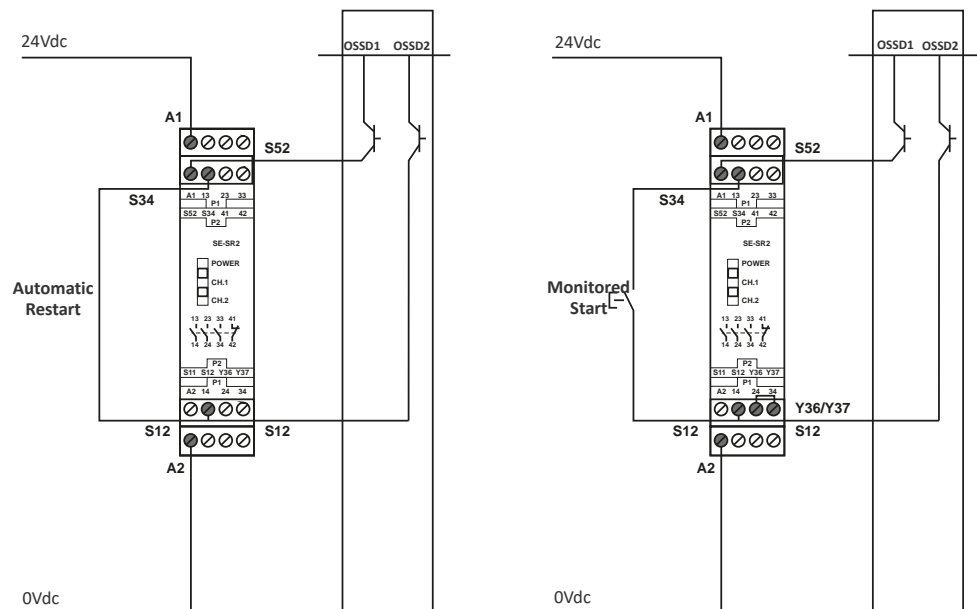 24Vdc
OSSD1 OSSD2
A1
S52
S34
A1 13 23 33
P1
S52 S34 41 42
P2
SE-SR2
POWER
CH.1
CH.2
Automatic
Restart
13 23 33 41
14 24 34 42
P2
S11 S12 Y36 Y37
P1
A2 14 24 34
S12
S12
A2
0Vdc
24Vdc
OSSD1 OSSD2
A1
S52
S34
A1 13 23 33
P1
S52 S34 41 42
P2
SE-SR2
POWER
CH.1
CH.2
Monitored
Start
13 23 33 41
14 24 34 42
P2
S11 S12 Y36 Y37
P1
A2 14 24 34
Y36/Y37
S12
S12
A2
0Vdc